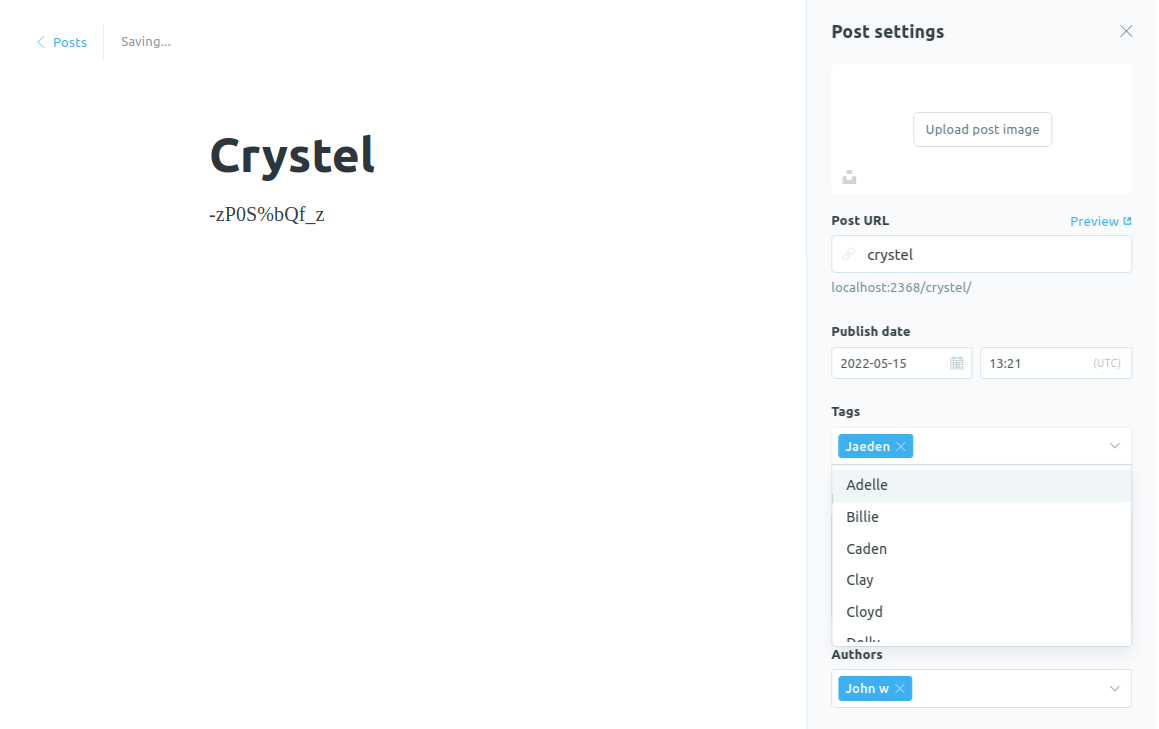 Posts
Saving...
Crystel
-zP0S%bQf_z
Post settings
Upload post image
Post URL
Preview
crystel
localhost:2368/crystel/
Publish date
2022-05-15
13:21
(UTC)
Tags
Jaeden
Adelle
Billie
Caden
Clay
Cloyd
Authors
John w